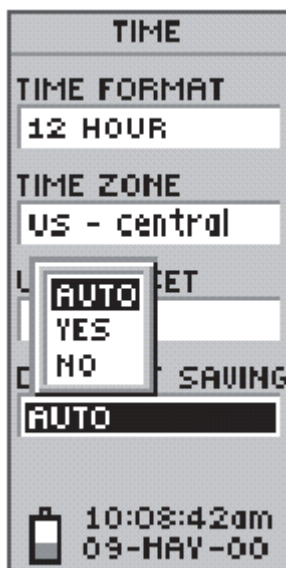 TIME
TIME FORMAT
12 HOUR
TIME ZONE
US - Central
AUTO
YES
NO
SAVING
AUTO
10:08:42am
09-MAY-00